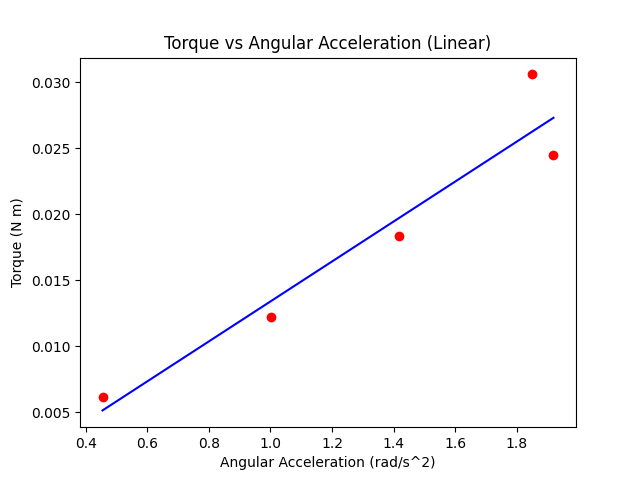 Torque vs Angular Acceleration (Linear)
0.030
0.025
0.020
0.015
0.010
0.005
Torque (N m)
0.4 0.6 0.8 1.0 1.2 1.4 1.6 1.8
Angular Acceleration (rad/s^2)